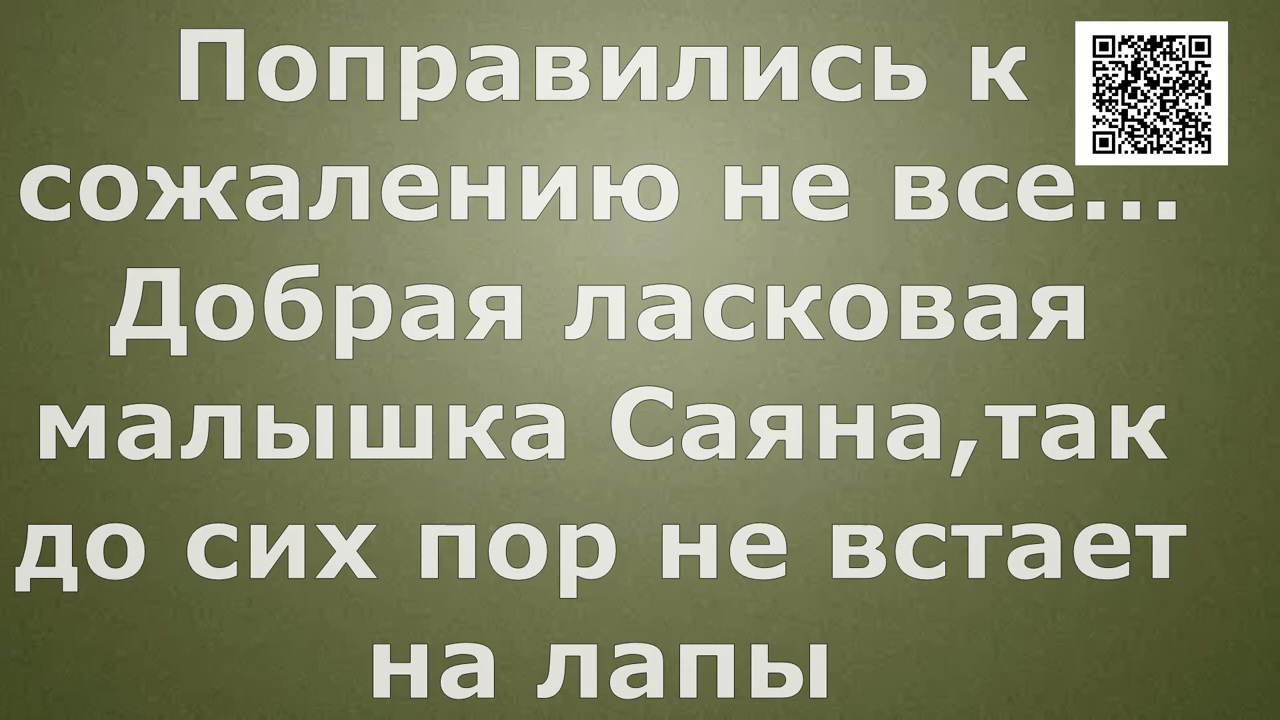 Поправились к
сожалению не все...
Добрая ласковая
малышка Саяна,так
до сих пор не встает
на лапы